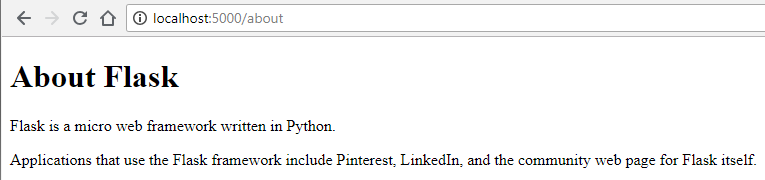 localhost:5000/about
About Flask
Flask is a micro web framework written in Python.
Applications that use the Flask framework include Pinterest, LinkedIn, and the community web page for Flask itself.